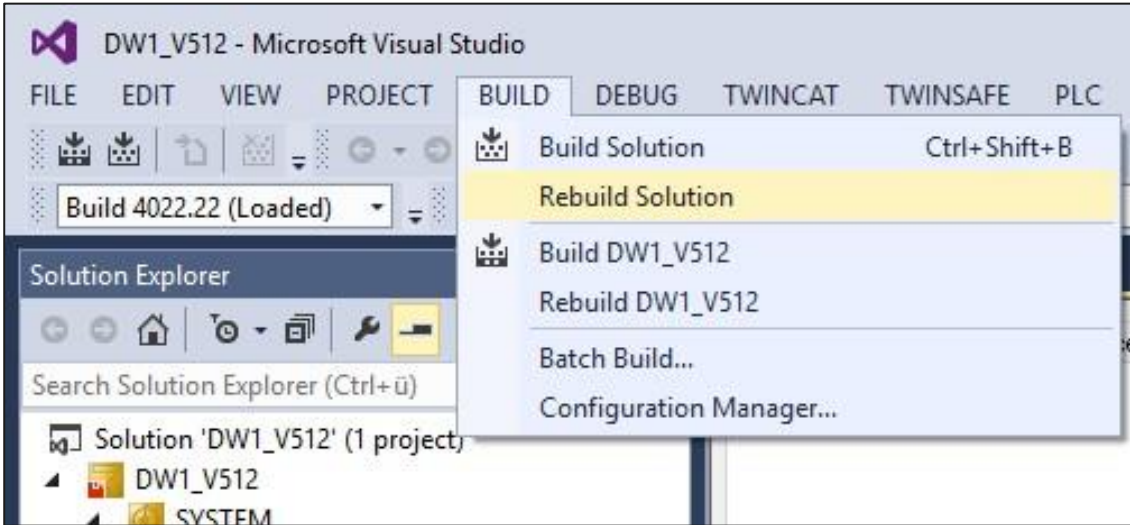 DW1_V512 - Microsoft Visual Studio
FILE EDIT VIEW PROJECT BUILD DEBUG TWINCAT TWINSAFE PLC
Build Solution Ctrl+Shift+B
Build 4022.22 (Loaded)
Rebuild Solution
Build DW1_V512
Solution Explorer
Rebuild DW1_V512
Batch Build...
Search Solution Explorer (Ctrl+ü)
Configuration Manager...
Solution 'DW1_V512' (1 project)
DW1_V512
SYSTEM